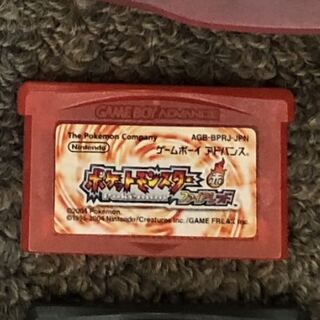 GAME BOY ADVANCE
The Pokémon Company AGB-BPRJ-JPN
Nintendo ゲームボーイ アドバンス®
ポケットモンスター
Pokémon ファイアレッド
©2004 Pokémon.
©1995-2004 Nintendo/Creatures inc./GAME FREAK inc.